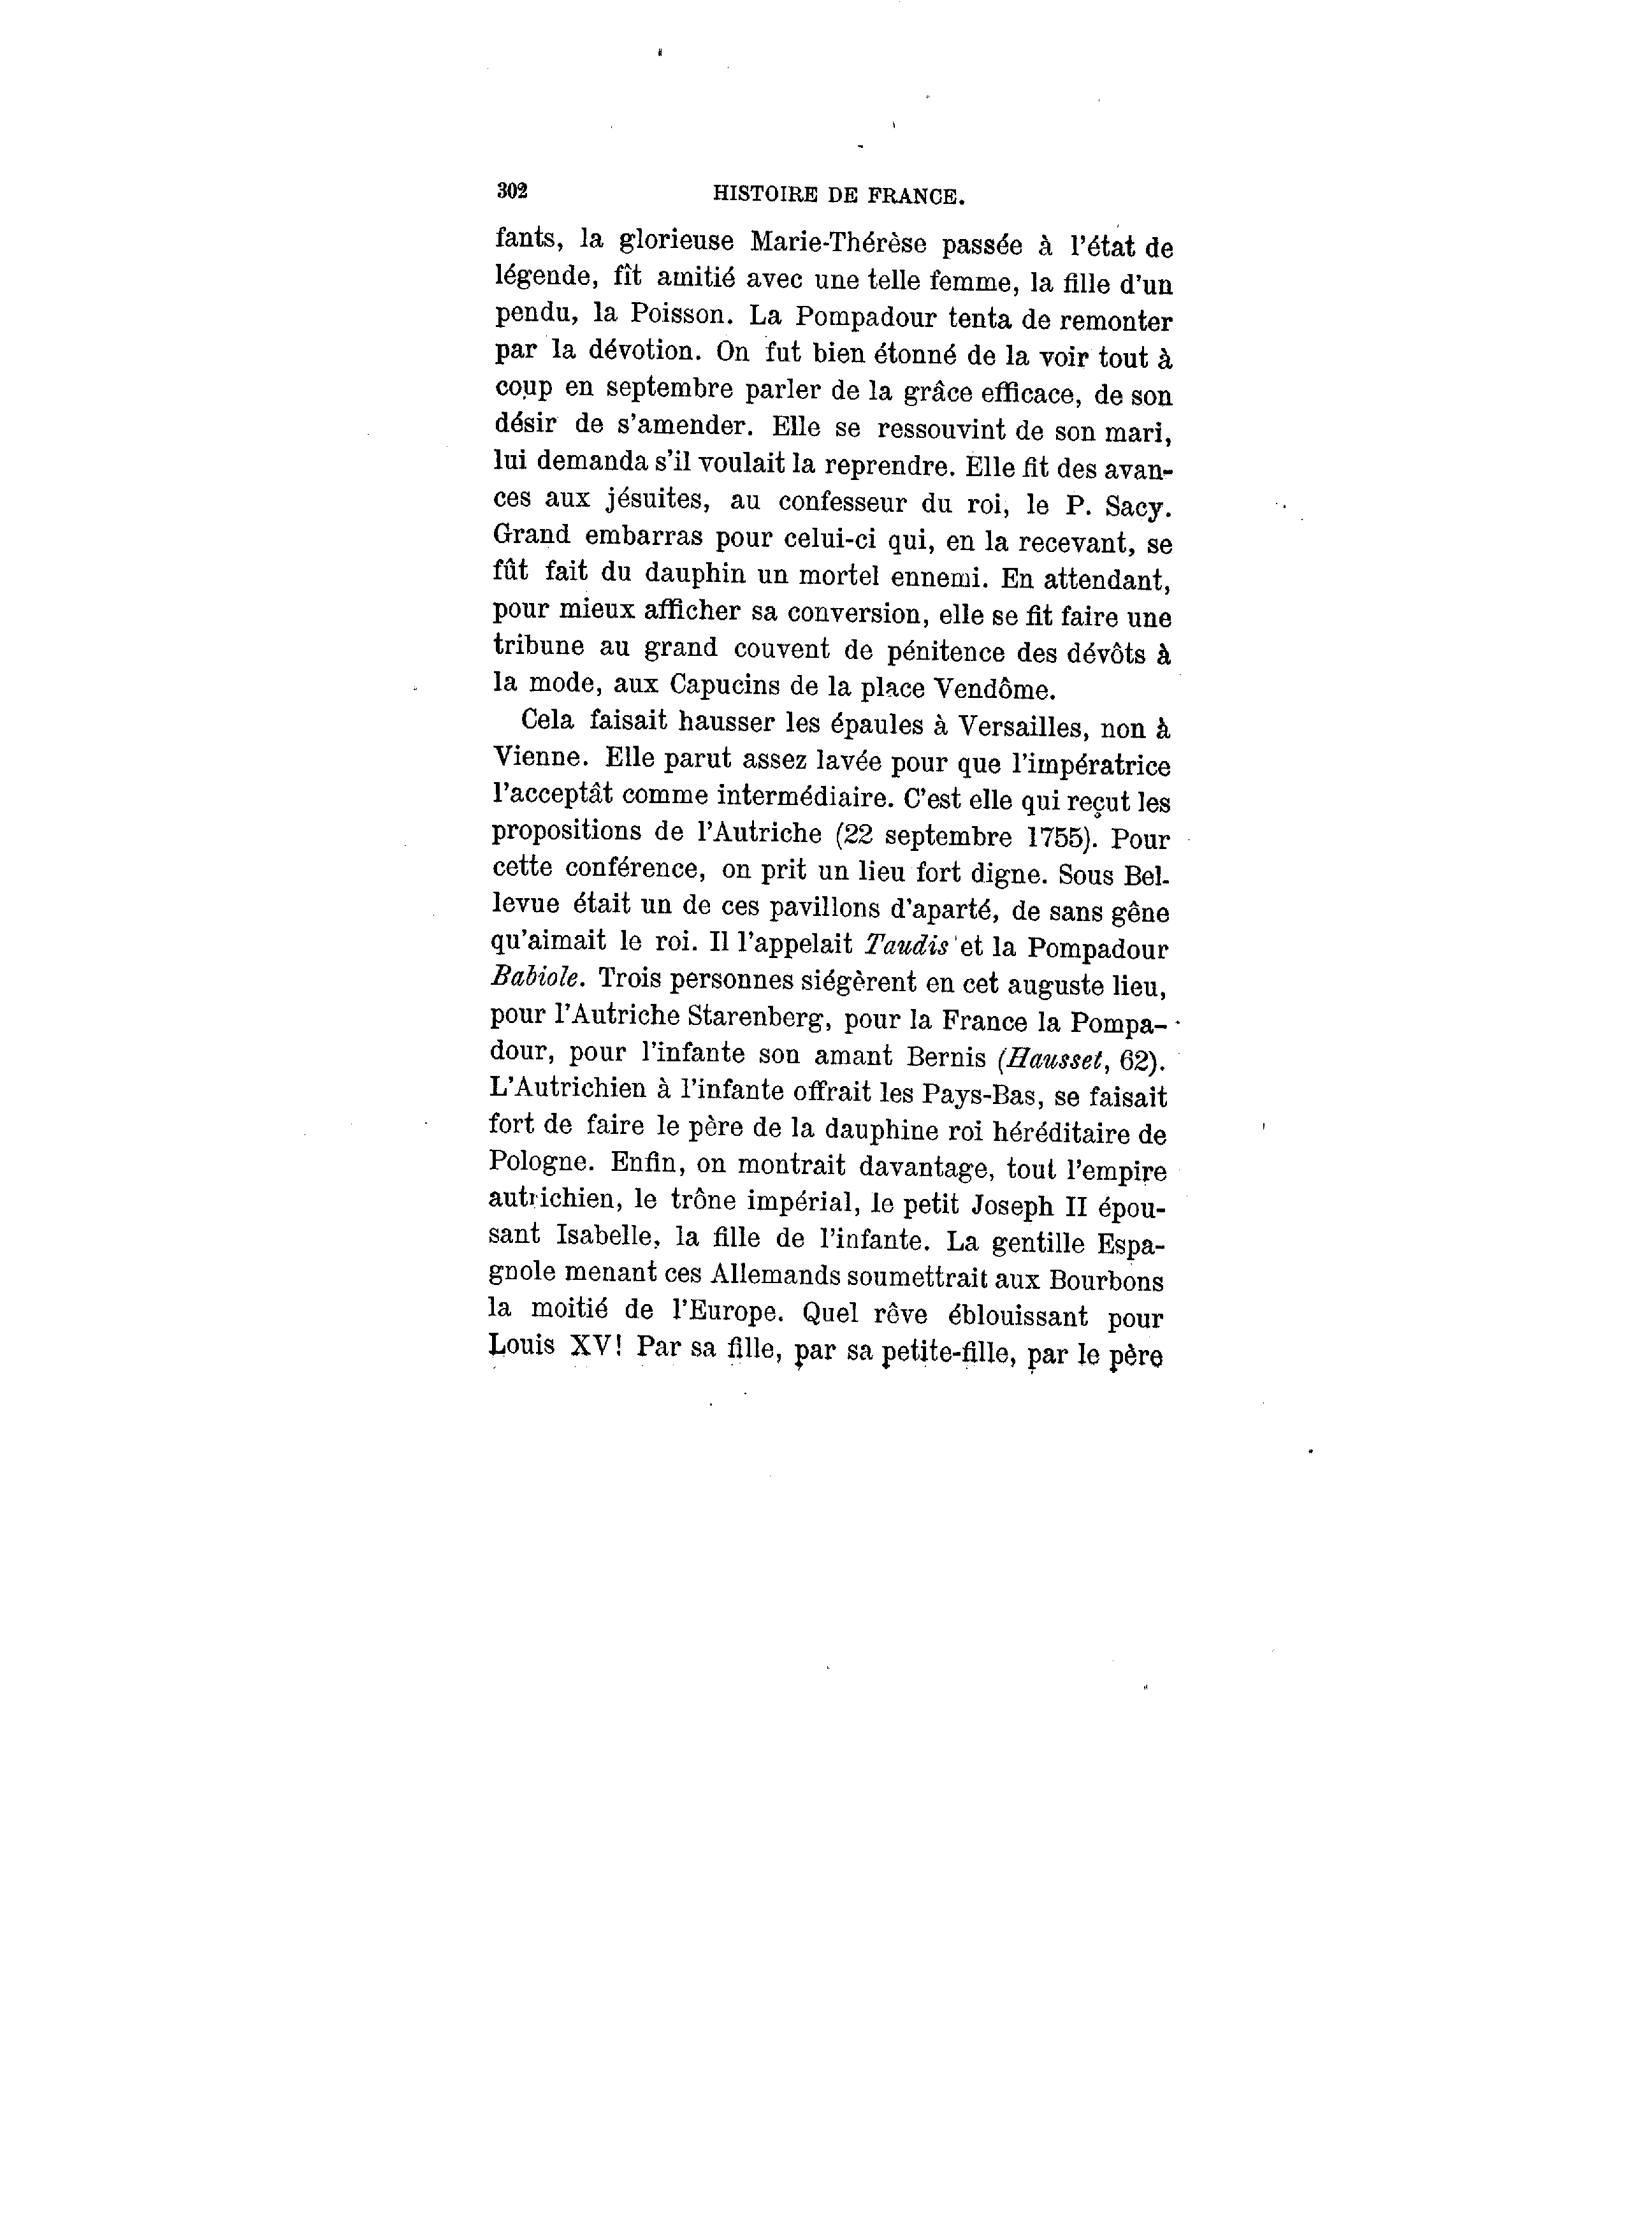 302 HISTOIRE DE FRANCE.
fants, la glorieuse Marie-Thérèse passée à l'état de
légende, fît amitié avec une telle femme, la fille d'un
pendu, la Poisson. La Pompadour tenta de remonter
par la dévotion. On fut bien étonné de la voir tout à
coup en septembre parler de la grâce efficace, de son
désir de s'amender. Elle se ressouvint de son mari,
lui demanda s'il voulait la reprendre. Elle fit des avan-
ces aux jésuites, au confesseur du roi, le P. Sacy.
Grand embarras pour celui-ci qui, en la recevant, se
fût fait du dauphin un mortel ennemi. En attendant,
pour mieux afficher sa conversion, elle se fit faire une
tribune au grand couvent de pénitence des dévôts à
la mode, aux Capucins de la place Vendôme.
Cela faisait hausser les épaules à Versailles, non à
Vienne. Elle parut assez lavée pour que l'impératrice
l'acceptât comme intermédiaire. C'est elle qui reçut les
propositions de l'Autriche (22 septembre 1755). Pour
cette conférence, on prit un lieu fort digne. Sous Bel-
levue était un de ces pavillons d'aparté, de sans gêne
qu'aimait le roi. Il l'appelait Taudis et la Pompadour
Babiole. Trois personnes siégèrent en cet auguste lieu,
pour l'Autriche Starenberg, pour la France la Pompa-
dour, pour l'infante son amant Bernis (Hausset, 62).
L'Autrichien à l'infante offrait les Pays-Bas, se faisait
fort de faire le père de la dauphine roi héréditaire de
Pologne. Enfin, on montrait davantage, tout l'empire
autrichien, le trône impérial, le petit Joseph II épou-
sant Isabelle, la fille de l'infante. La gentille Espa-
gnole menant ces Allemands soumettrait aux Bourbons
la moitié de l'Europe. Quel rêve éblouissant pour
Louis XV! Par sa fille, par sa petite-fille, par le père